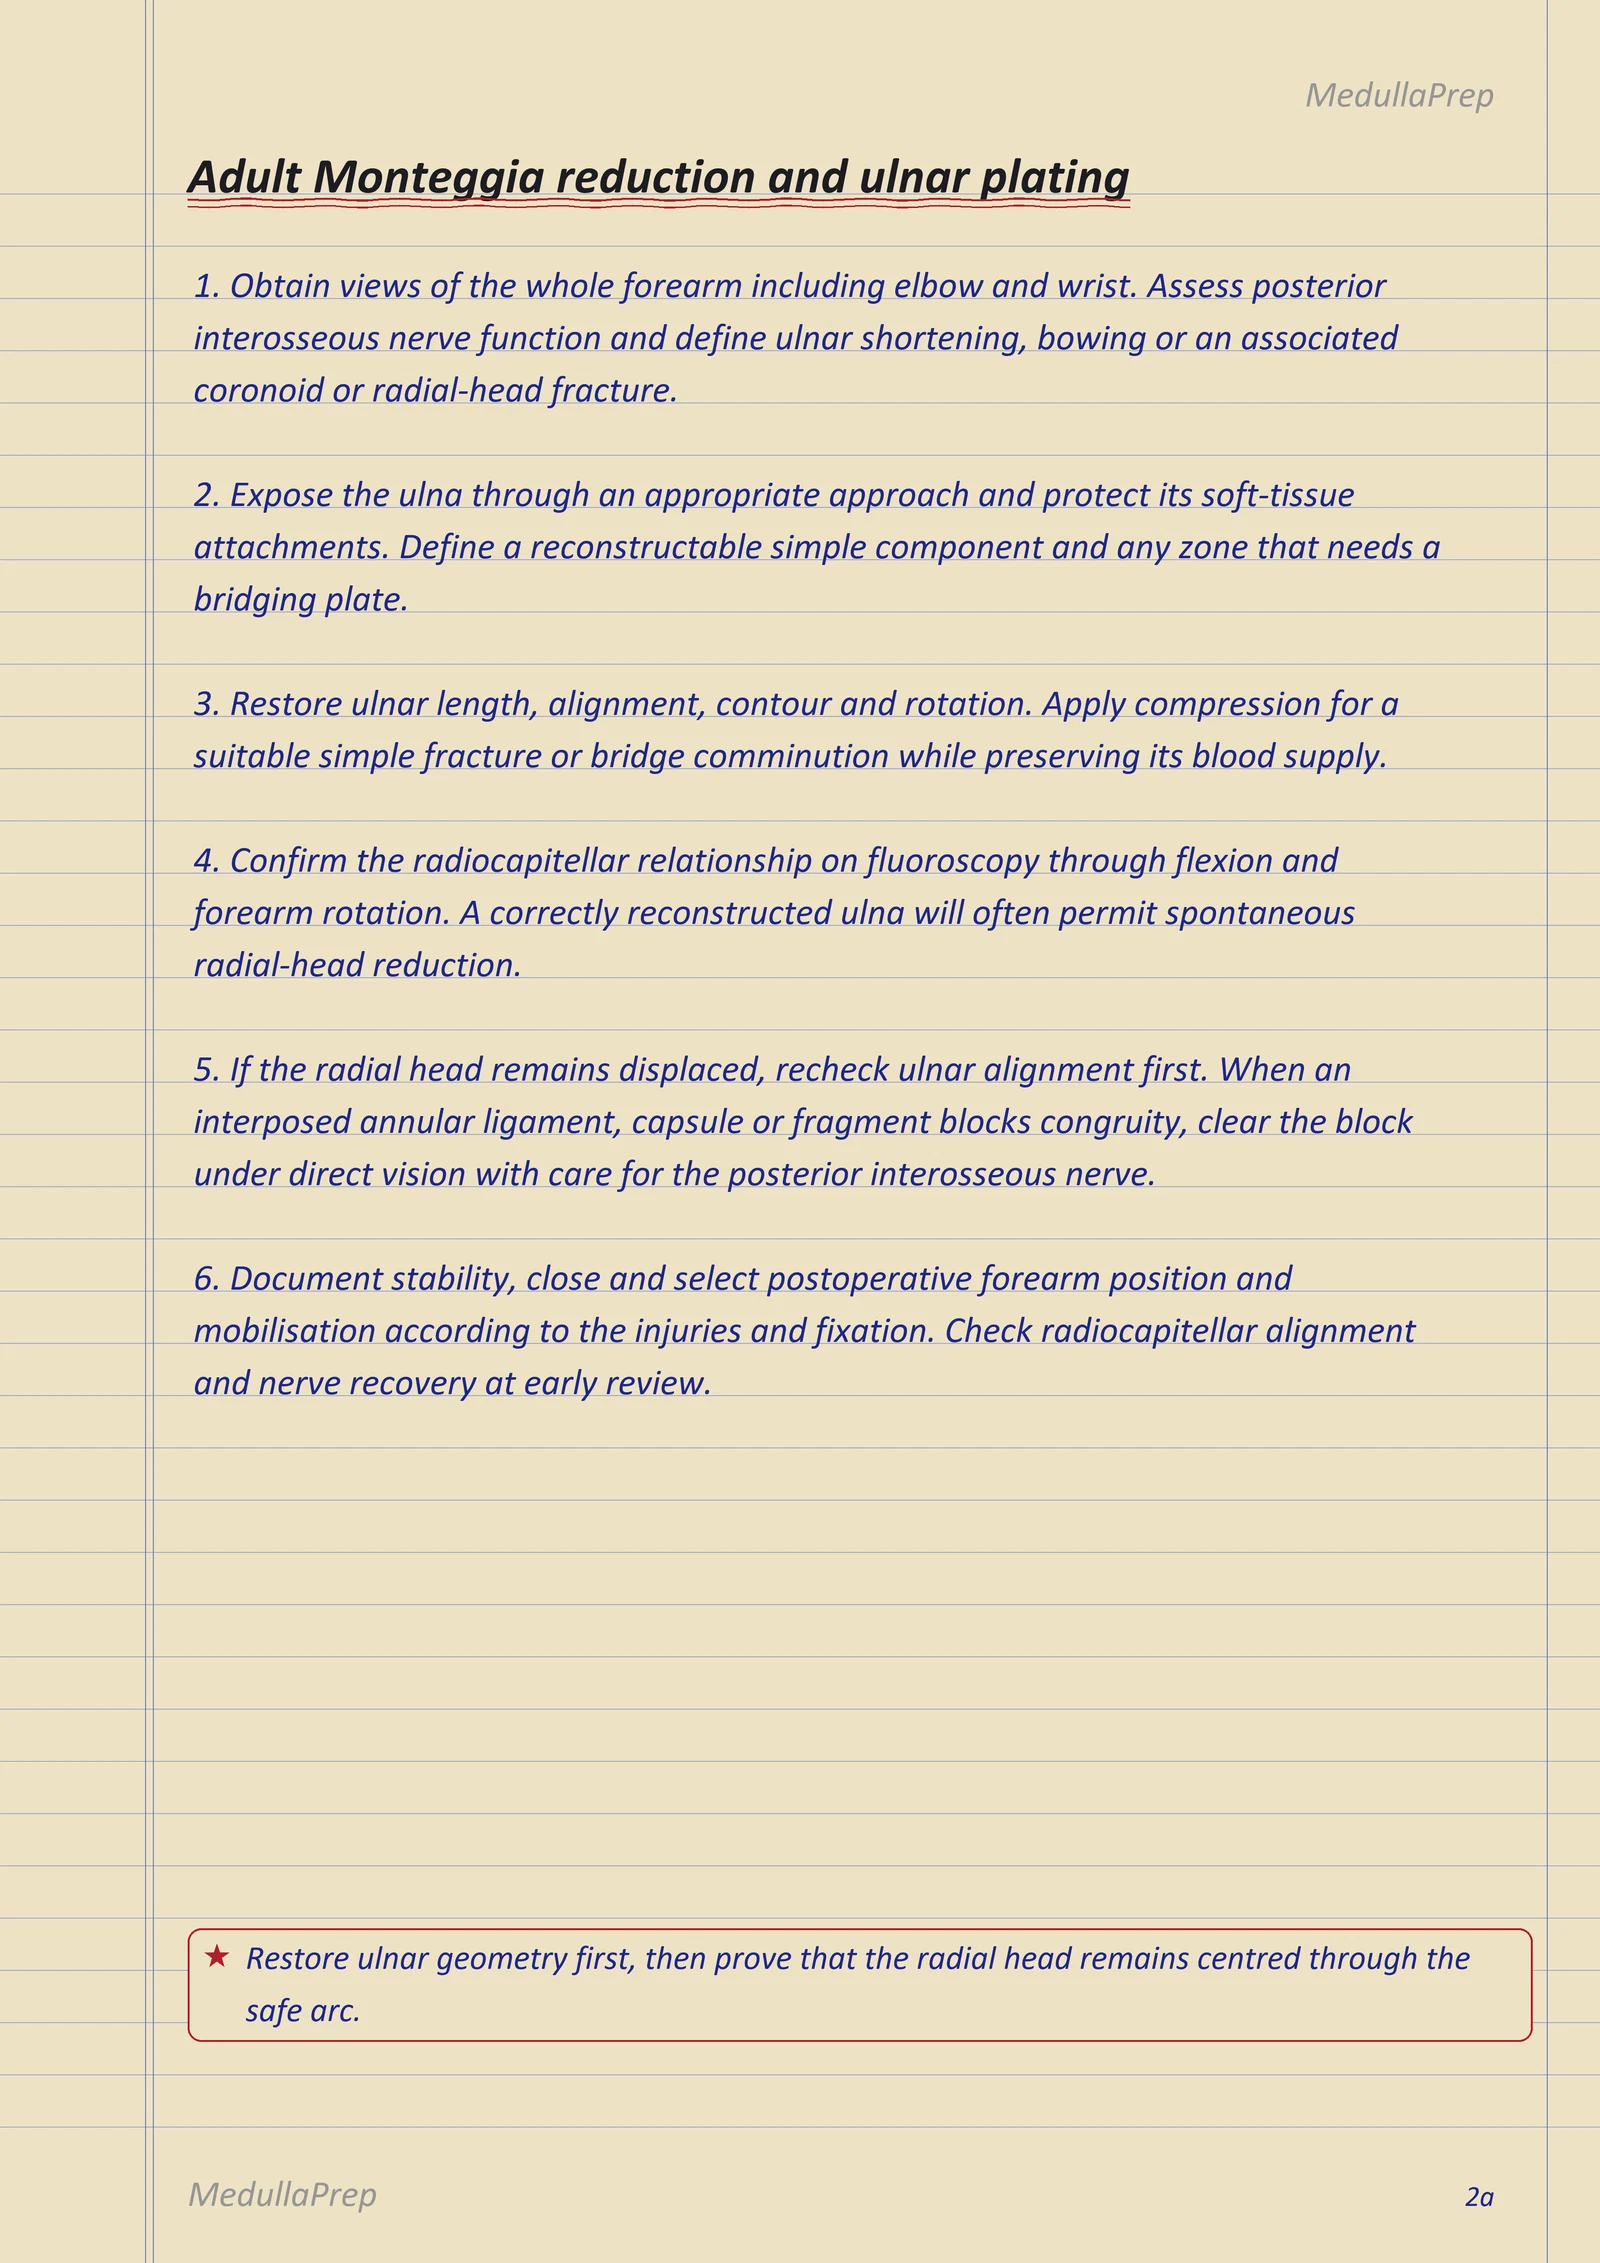 MedullaPrep
Adult Monteggia reduction and ulnar plating
1. Obtain views of the whole forearm including elbow and wrist. Assess posterior
interosseous nerve function and define ulnar shortening, bowing or an associated
coronoid or radial-head fracture.
2. Expose the ulna through an appropriate approach and protect its soft-tissue
attachments. Define a reconstructable simple component and any zone that needs a
bridging plate.
3. Restore ulnar length, alignment, contour and rotation. Apply compression for a
suitable simple fracture or bridge comminution while preserving its blood supply.
4. Confirm the radiocapitellar relationship on fluoroscopy through flexion and
forearm rotation. A correctly reconstructed ulna will often permit spontaneous
radial-head reduction.
5. If the radial head remains displaced, recheck ulnar alignment first. When an
interposed annular ligament, capsule or fragment blocks congruity, clear the block
under direct vision with care for the posterior interosseous nerve.
6. Document stability, close and select postoperative forearm position and
mobilisation according to the injuries and fixation. Check radiocapitellar alignment
and nerve recovery at early review.
★ Restore ulnar geometry first, then prove that the radial head remains centred through the
safe arc.
MedullaPrep
2a